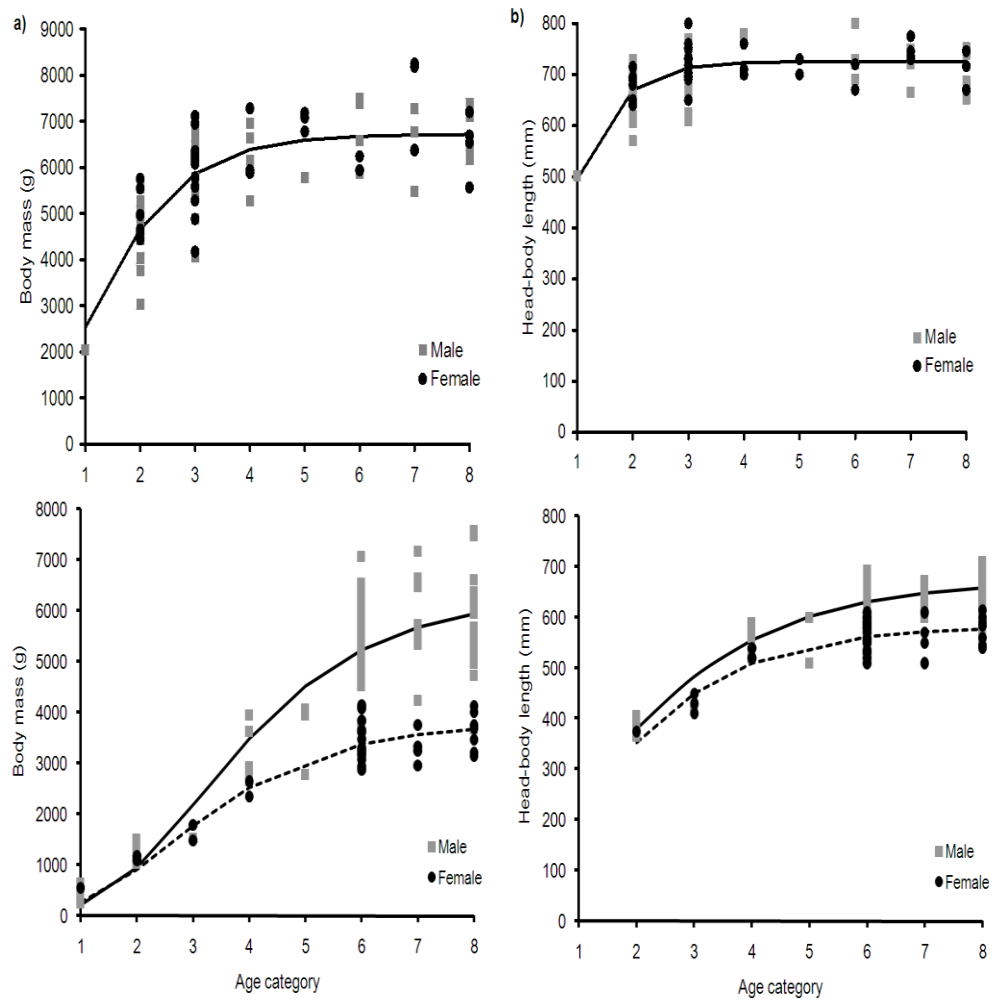 a)
Body mass (g)
9000
8000
7000
6000
5000
4000
3000
2000
1000
0
1 2 3 4 5 6 7 8
Male
Female
b)
Head-body length (mm)
800
700
600
500
400
300
200
100
0
1 2 3 4 5 6 7 8
Male
Female
Body mass (g)
8000
7000
6000
5000
4000
3000
2000
1000
0
1 2 3 4 5 6 7 8
Age category
Male
Female
Head-body length (mm)
800
700
600
500
400
300
200
100
0
1 2 3 4 5 6 7 8
Age category
Male
Female